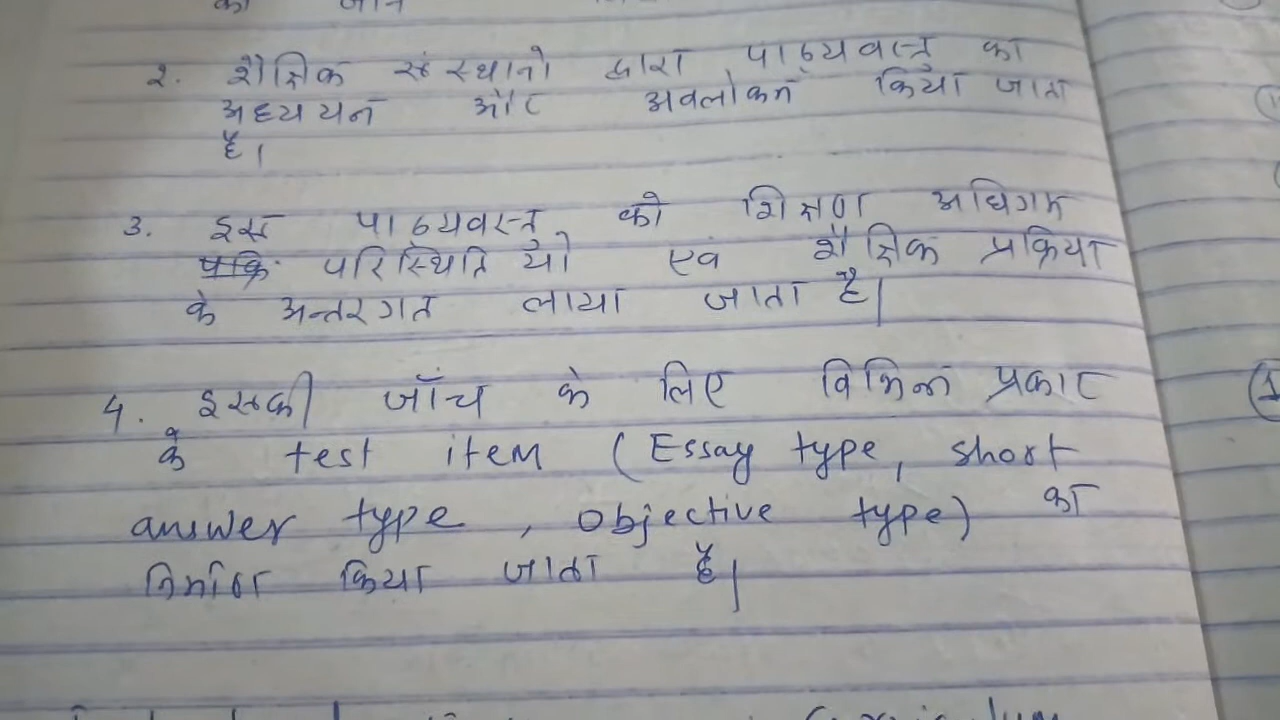 2. शैक्षिक संस्थानो द्वारा पाठ्यवस्तु का
अध्ययन और अवलोकन किया जाता
है।
3. इस पाठ्यवस्तु को शिक्षण अधिगम
परिस्थितियो एवं शैक्षिक प्रक्रिया
के अन्तरगत लाया जाता है।
4. इसकी जाँच के लिए विभिन्न प्रकार
के test item (Essay type, short
answer type, objective type) का
निर्माण किया जाता है।